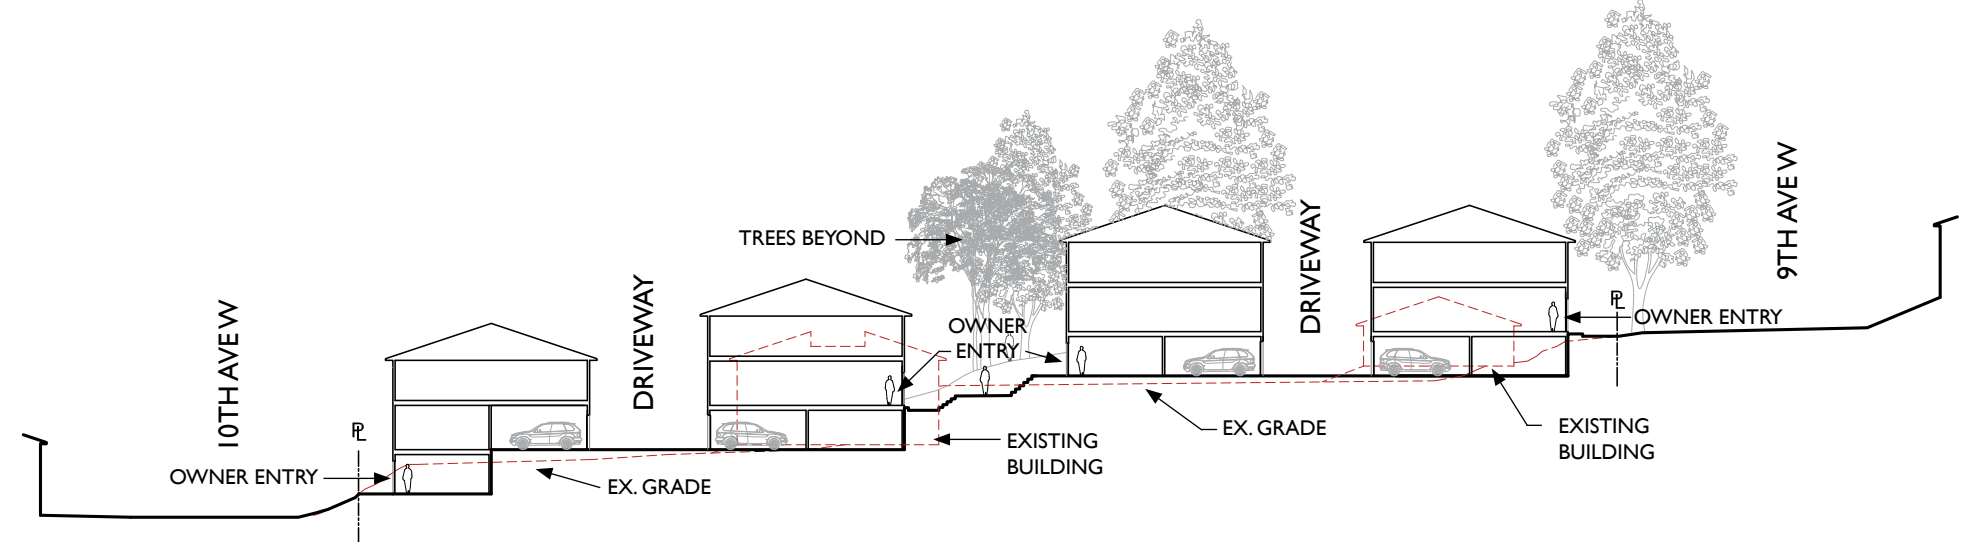 10TH AVE W
OWNER ENTRY
PL
DRIVEWAY
EX. GRADE
TREES BEYOND
OWNER
ENTRY
EXISTING
BUILDING
EX. GRADE
DRIVEWAY
EXISTING
BUILDING
PL
OWNER ENTRY
9TH AVE W